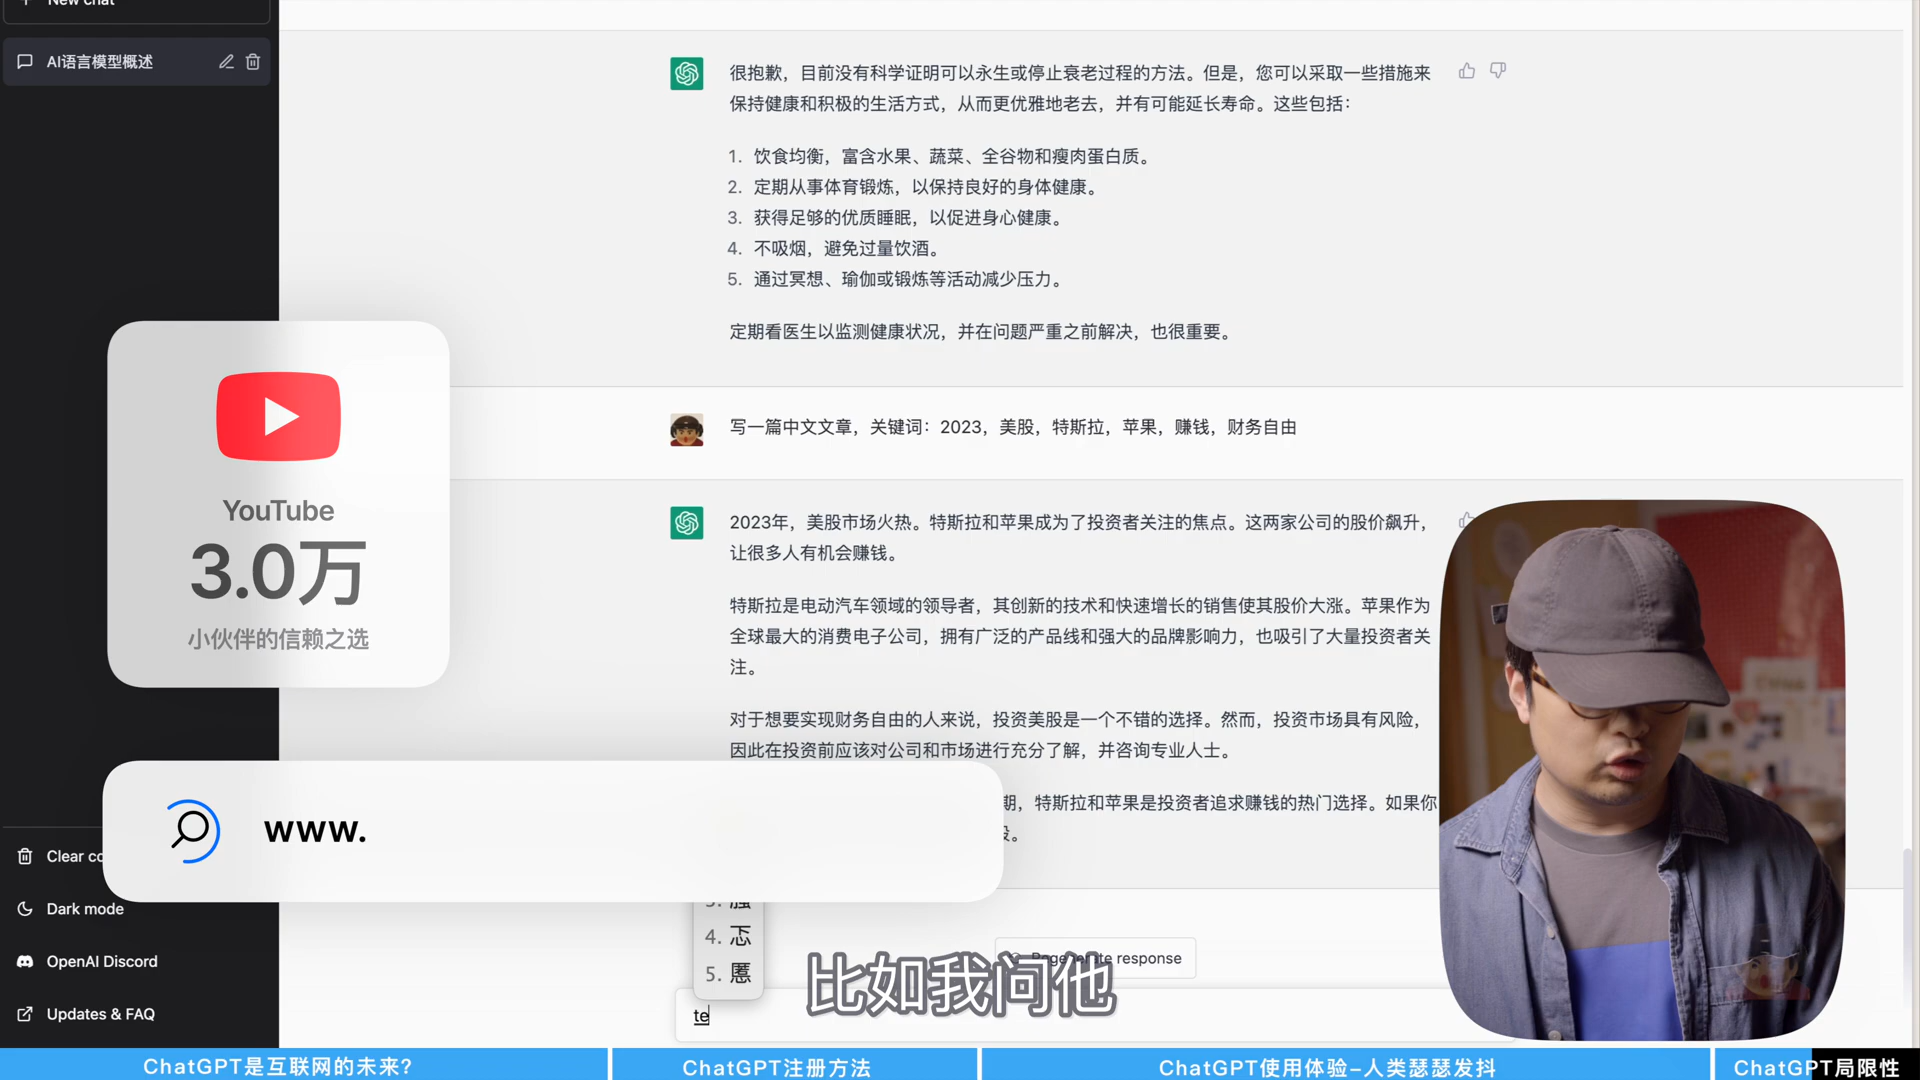 New chat
AI语言模型概述
很抱歉，目前没有科学证明可以永生或停止衰老过程的方法。但是，您可以采取一些措施来
保持健康和积极的生活方式，从而更优雅地老去，并有可能延长寿命。这些包括：
1. 饮食均衡，富含水果、蔬菜、全谷物和瘦肉蛋白质。
2. 定期从事体育锻炼，以保持良好的身体健康。
3. 获得足够的优质睡眠，以促进身心健康。
4. 不吸烟，避免过量饮酒。
5. 通过冥想、瑜伽或锻炼等活动减少压力。
定期看医生以监测健康状况，并在问题严重之前解决，也很重要。
写一篇中文文章，关键词：2023，美股，特斯拉，苹果，赚钱，财务自由
2023年，美股市场火热。特斯拉和苹果成为了投资者关注的焦点。这两家公司的股价飙升，
让很多人有机会赚钱。
特斯拉是电动汽车领域的领导者，其创新的技术和快速增长的销售使其股价大涨。苹果作为
全球最大的消费电子公司，拥有广泛的产品线和强大的品牌影响力，也吸引了大量投资者关
注。
对于想要实现财务自由的人来说，投资美股是一个不错的选择。然而，投资市场具有风险，
因此在投资前应该对公司和市场进行充分了解，并咨询专业人士。
期，特斯拉和苹果是投资者追求赚钱的热门选择。如果你
YouTube
3.0万
小伙伴的信赖之选
www.
Clear co
Dark mode
OpenAI Discord
Updates & FAQ
4. 忑
5. 慝
Regenerate response
te
比如我问他
ChatGPT是互联网的未来?
ChatGPT注册方法
ChatGPT使用体验-人类瑟瑟发抖
ChatGPT局限性